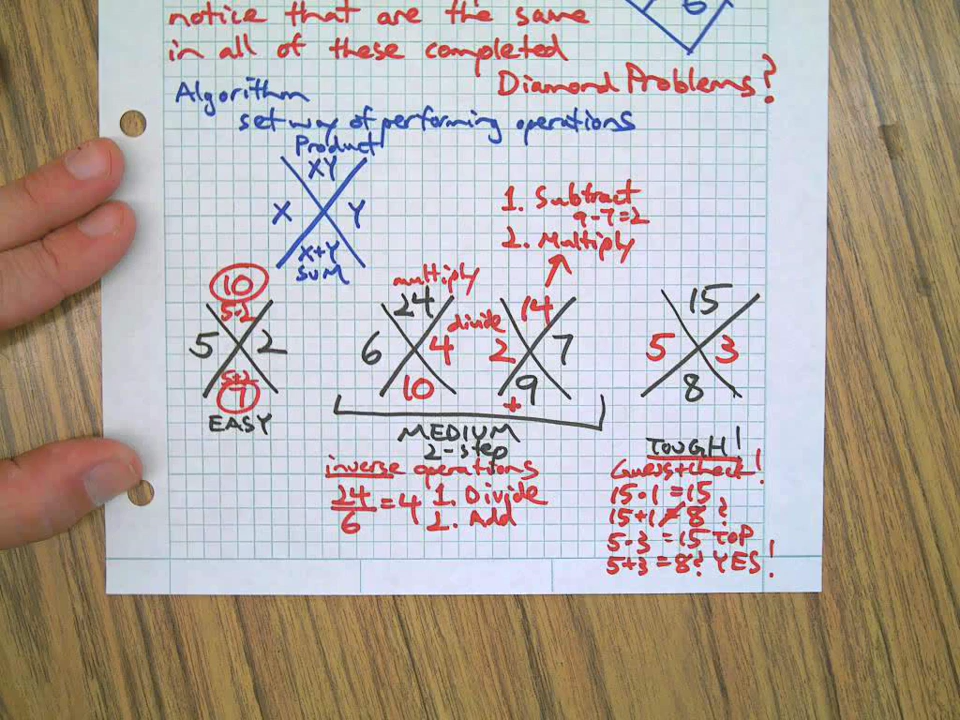 notice that are the same
in all of these completed
Diamond Problems?
6
Algorithm
set way of performing operations
Product
XY
X Y
X+Y
SUM
1. Subtract
9-7=2
2. Multiply
10
5·2
5 2
5+2
7
EASY
multiply
24
divide
6 4
10
14
2 7
9
+
MEDIUM
2-step
inverse operations
24/6 = 4
1. Divide
2. Add
15
5 3
8
TOUGH!
Guess+Check!
15·1=15
15+1≠8?
5·3=15 TOP
5+3=8? YES!